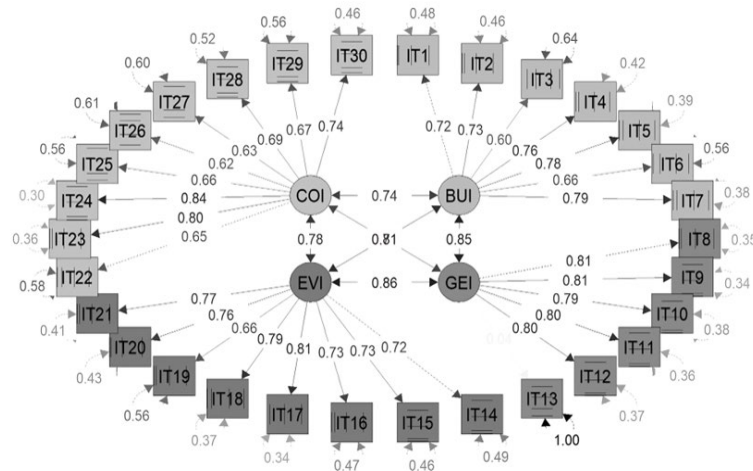 0.46 0.48
0.56 0.46
0.52 IT30 IT1 0.64
0.60 IT29 IT2
IT28 IT3 0.42
0.61 IT27 IT4
0.39
IT26 0.74 0.72 0.73 IT5
0.67 0.60
0.56 0.69 0.76 0.56
IT25 0.63 0.78 IT6
0.62 0.66
0.30 0.66 0.38
IT24 0.84 COI 0.74 BUI 0.79 IT7
0.80
0.36 IT23 0.65 0.78 0.85 IT8 0.35
0.81
0.58 IT22 EVI 0.86 GEI 0.81 IT9 0.34
0.77 0.79
0.41 IT21 0.76 0.80 IT10 0.38
0.66 0.80
IT20 0.79 0.81 0.73 0.73 0.72 IT11
0.43 0.36
IT19 IT12
0.56 IT18 IT13 0.37
IT17 IT14
0.37 IT16 IT15 1.00
0.34 0.49
0.47 0.46